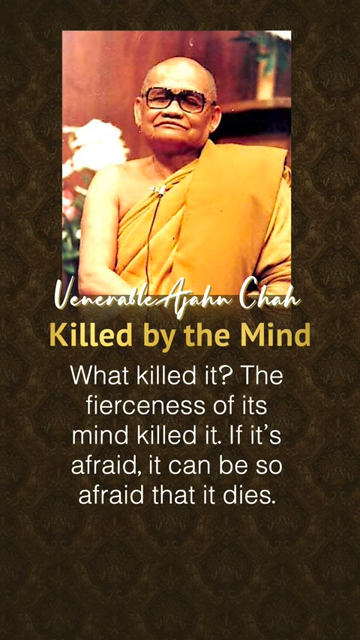 Venerable Ajahn Chah
Killed by the Mind
What killed it? The
fierceness of its
mind killed it. If it’s
afraid, it can be so
afraid that it dies.